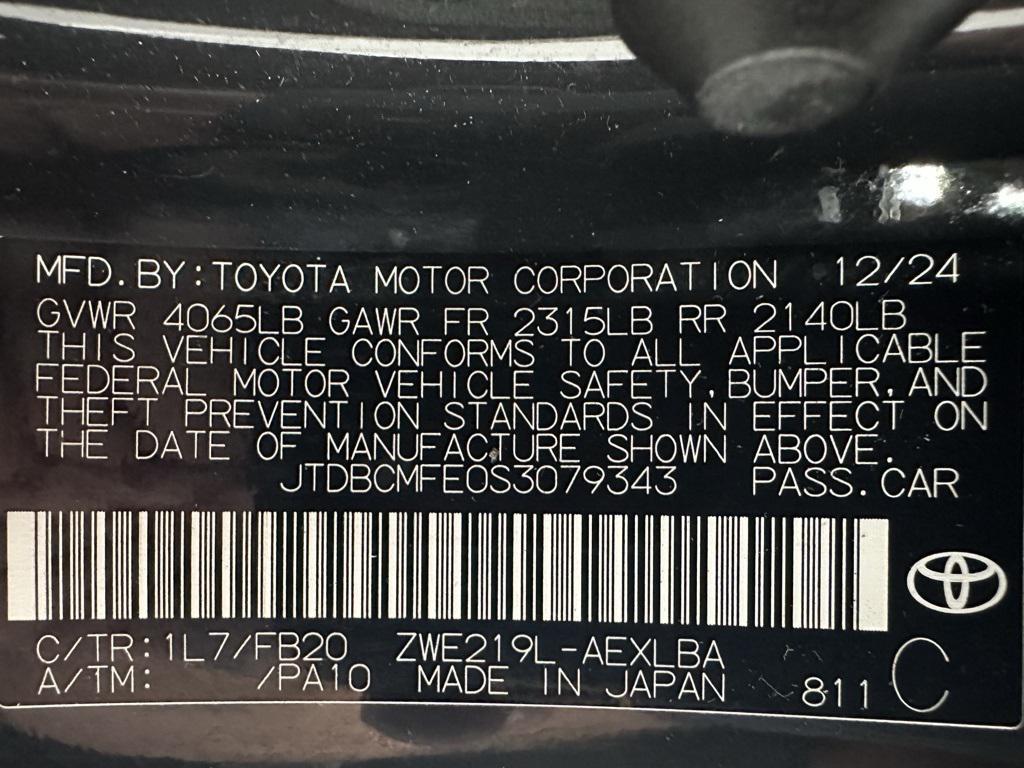 MFD. BY: TOYOTA MOTOR CORPORATION 12/24
GVWR 4065LB GAWR FR 2315LB RR 2140LB
THIS VEHICLE CONFORMS TO ALL APPLICABLE
FEDERAL MOTOR VEHICLE SAFETY, BUMPER, AND
THEFT PREVENTION STANDARDS IN EFFECT ON
THE DATE OF MANUFACTURE SHOWN ABOVE.
JTDBCMFE0S3079343 PASS. CAR
C/TR: 1L7/FB20 ZWE219L-AEXLBA
A/TM: /PA10 MADE IN JAPAN 811 C